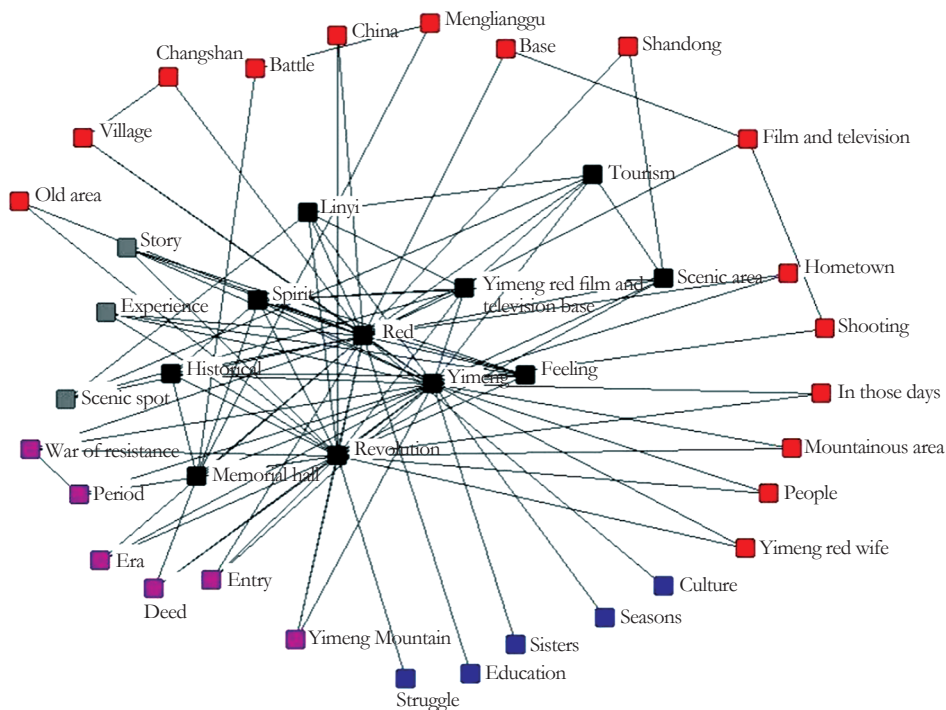 Menglianggu
China
Base
Shandong
Changshan
Battle
Village
Film and television
Tourism
Old area
Linyi
Story
Hometown
Scenic area
Spirit
Yimeng red film and
television base
Experience
Shooting
Red
Historical
Feeling
Yimeng
In those days
Scenic spot
War of resistance
Revolution
Mountainous area
Memorial hall
Period
People
Yimeng red wife
Era
Entry
Culture
Deed
Seasons
Yimeng Mountain
Sisters
Education
Struggle